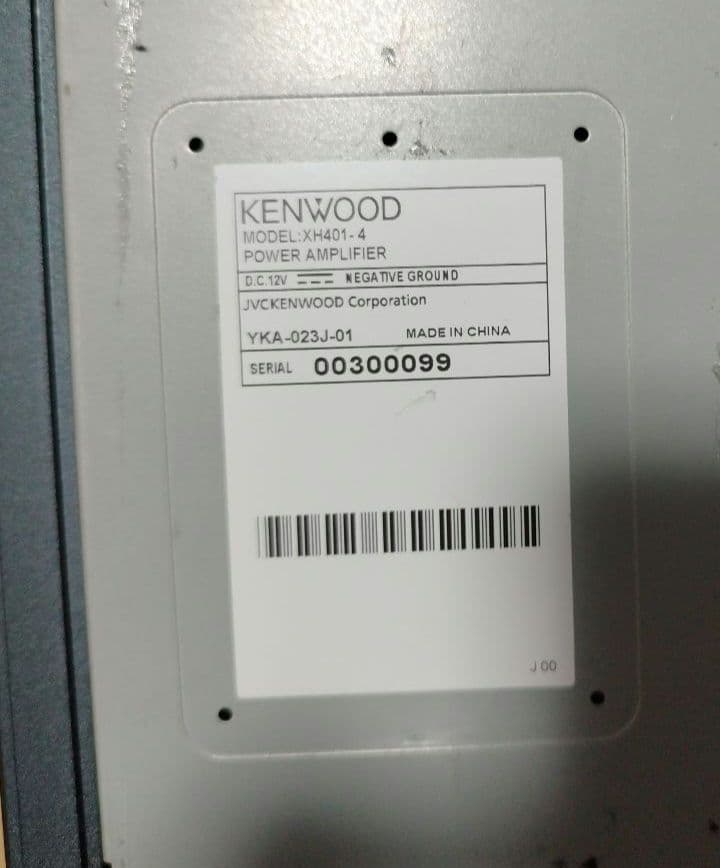 KENWOOD
MODEL:XH401-4
POWER AMPLIFIER
D.C.12V NEGATIVE GROUND
JVCKENWOOD Corporation
YKA-023J-01 MADE IN CHINA
SERIAL 00300099
J 00